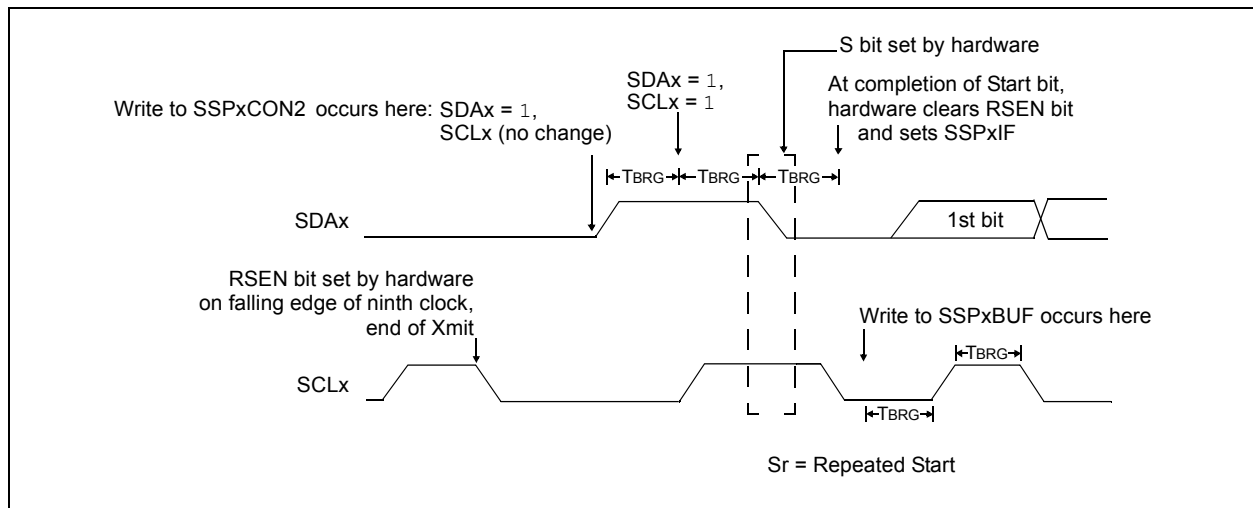 S bit set by hardware
SDAx = 1,
SCLx = 1
At completion of Start bit,
hardware clears RSEN bit
and sets SSPxIF
Write to SSPxCON2 occurs here: SDAx = 1,
SCLx (no change)
TBRG
TBRG
TBRG
SDAx
1st bit
RSEN bit set by hardware
on falling edge of ninth clock,
end of Xmit
Write to SSPxBUF occurs here
TBRG
SCLx
TBRG
Sr = Repeated Start